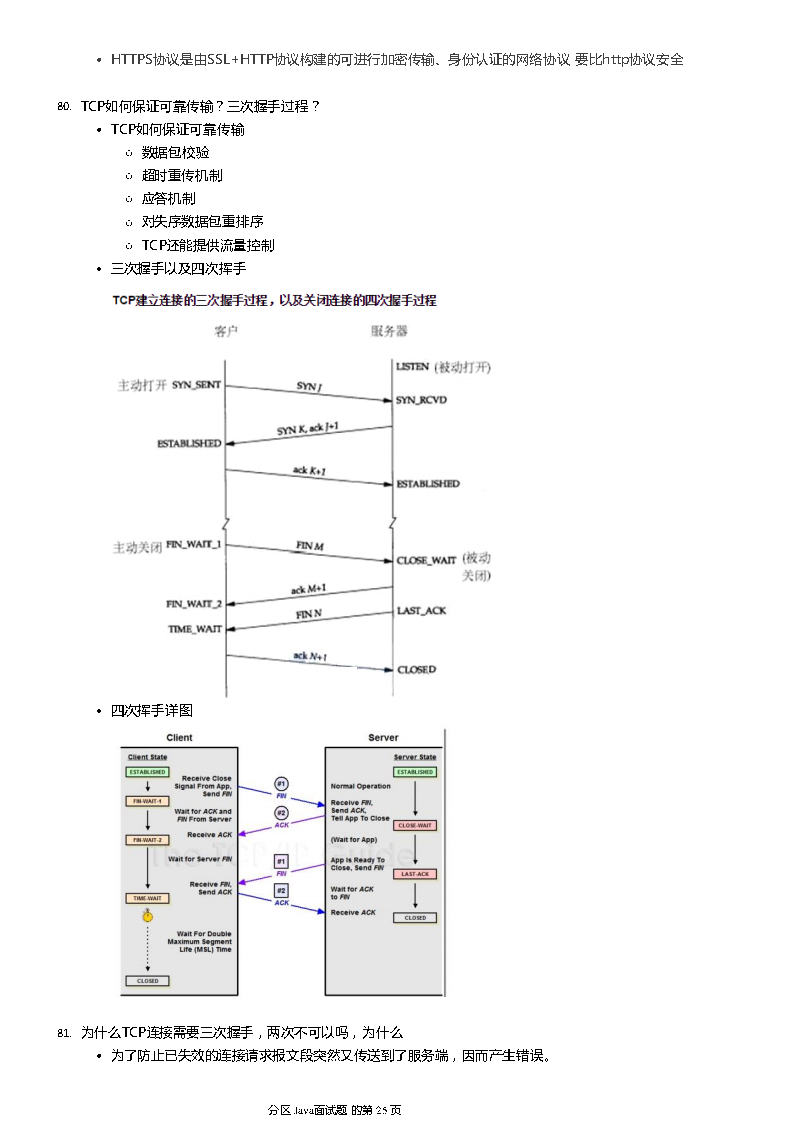 • HTTPS协议是由SSL+HTTP协议构建的可进行加密传输、身份认证的网络协议 要比http协议安全
80. TCP如何保证可靠传输？三次握手过程？
• TCP如何保证可靠传输
○ 数据包校验
○ 超时重传机制
○ 应答机制
○ 对失序数据包重排序
○ TCP还能提供流量控制
• 三次握手以及四次挥手
TCP建立连接的三次握手过程，以及关闭连接的四次握手过程
客户 服务器
LISTEN (被动打开)
主动打开 SYN_SENT SYN J
SYN_RCVD
SYN K, ack J+1
ESTABLISHED
ack K+1
ESTABLISHED
主动关闭 FIN_WAIT_1 FIN M
CLOSE_WAIT (被动
关闭)
ack M+1
FIN_WAIT_2
FIN N LAST_ACK
TIME_WAIT
ack N+1
CLOSED
• 四次挥手详图
Client Server
Client State Server State
ESTABLISHED ESTABLISHED
Receive Close
Signal From App,
Send FIN
#1
FIN
Normal Operation
FIN-WAIT-1
Receive FIN,
Send ACK,
Tell App To Close
Wait for ACK and
FIN From Server
#2
ACK
CLOSE-WAIT
Receive ACK
FIN-WAIT-2
(Wait for App)
The TCP/IP Guide
Wait for Server FIN
#1
FIN
App Is Ready To
Close, Send FIN
LAST-ACK
Receive FIN,
Send ACK
#2
ACK
Wait for ACK
to FIN
TIME-WAIT
Receive ACK
CLOSED
Wait For Double
Maximum Segment
Life (MSL) Time
CLOSED
81. 为什么TCP连接需要三次握手，两次不可以吗，为什么
• 为了防止已失效的连接请求报文段突然又传送到了服务端，因而产生错误。
分区 Java面试题 的第 25 页